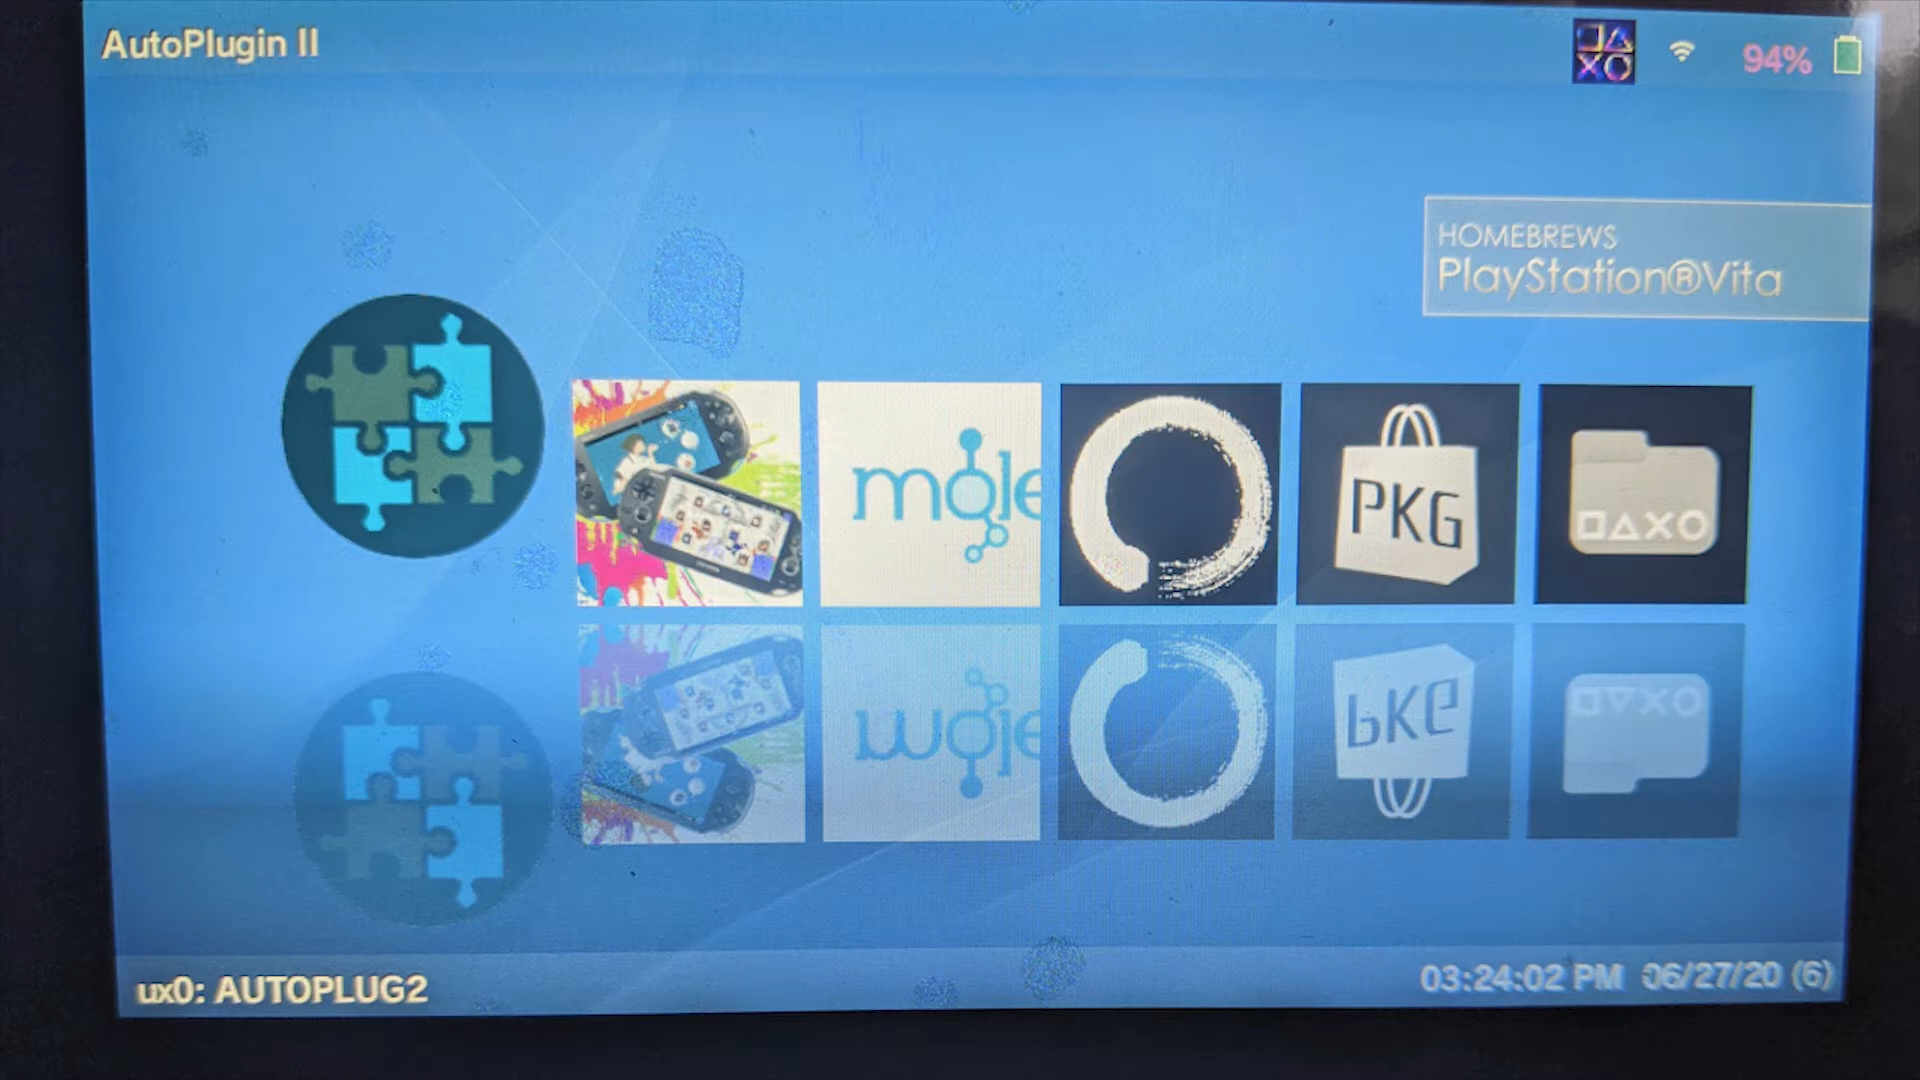 AutoPlugin II
94%
HOMEBREWS
PlayStation®Vita
mole
PKG
ux0: AUTOPLUG2
03:24:02 PM 06/27/20 (6)